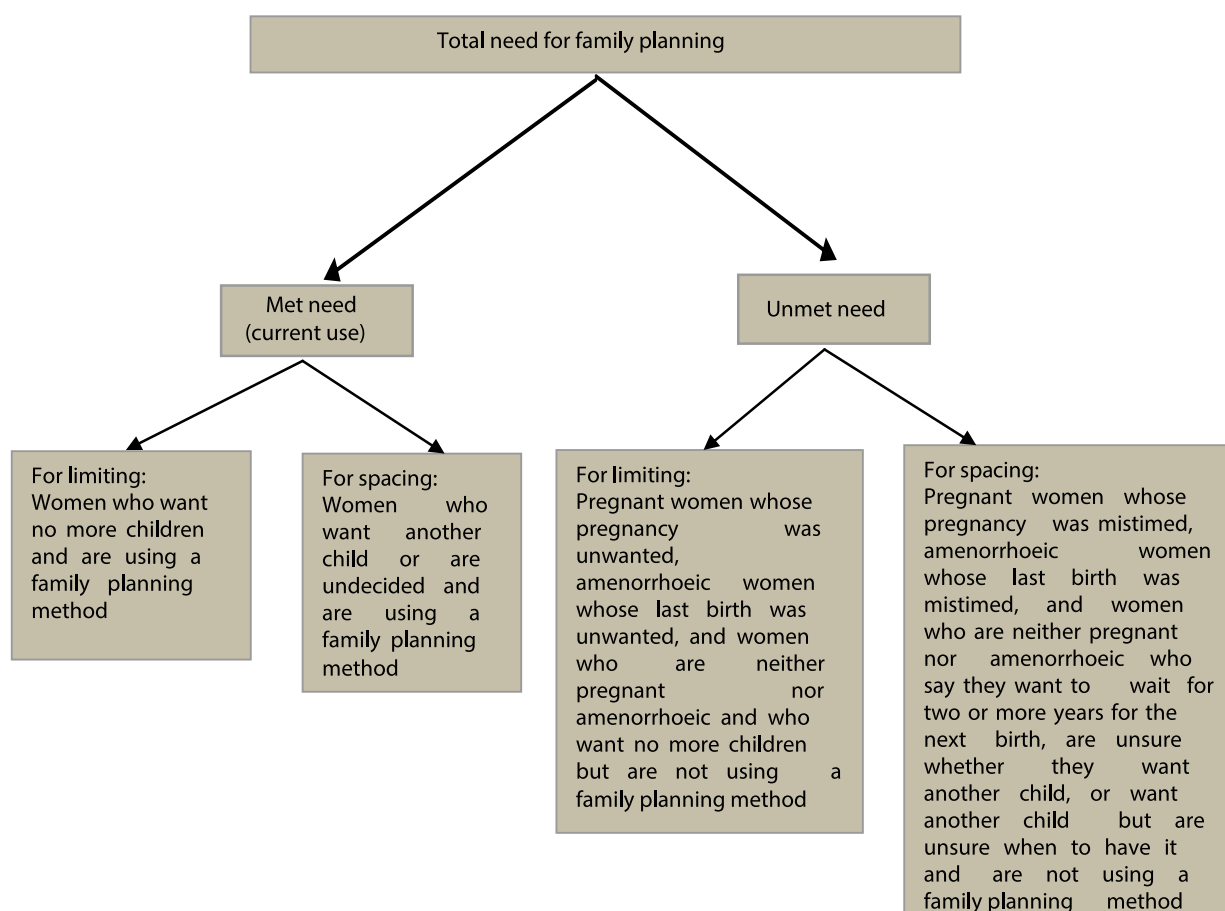 Total need for family planning
Met need
(current use)
Unmet need
For limiting:
Women who want
no more children
and are using a
family planning
method
For spacing:
Women who
want another
child or are
undecided and
are using a
family planning
method
For limiting:
Pregnant women whose
pregnancy was
unwanted,
amenorrhoeic women
whose last birth was
unwanted, and women
who are neither
pregnant nor
amenorrhoeic and who
want no more children
but are not using a
family planning method
For spacing:
Pregnant women whose
pregnancy was mistimed,
amenorrhoeic women
whose last birth was
mistimed, and women
who are neither pregnant
nor amenorrhoeic who
say they want to wait for
two or more years for the
next birth, are unsure
whether they want
another child, or want
another child but are
unsure when to have it
and are not using a
family planning method